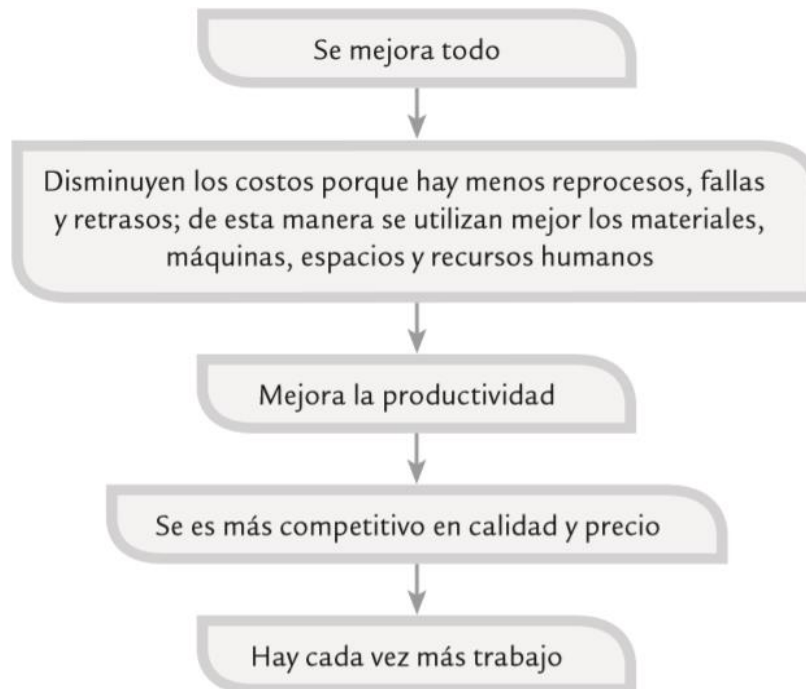 Se mejora todo
Disminuyen los costos porque hay menos reprocesos, fallas
y retrasos; de esta manera se utilizan mejor los materiales,
máquinas, espacios y recursos humanos
Mejora la productividad
Se es más competitivo en calidad y precio
Hay cada vez más trabajo